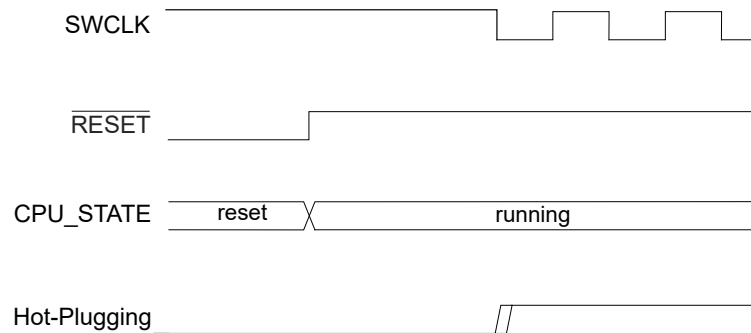 SWCLK
RESET
CPU_STATE
reset
running
Hot-Plugging